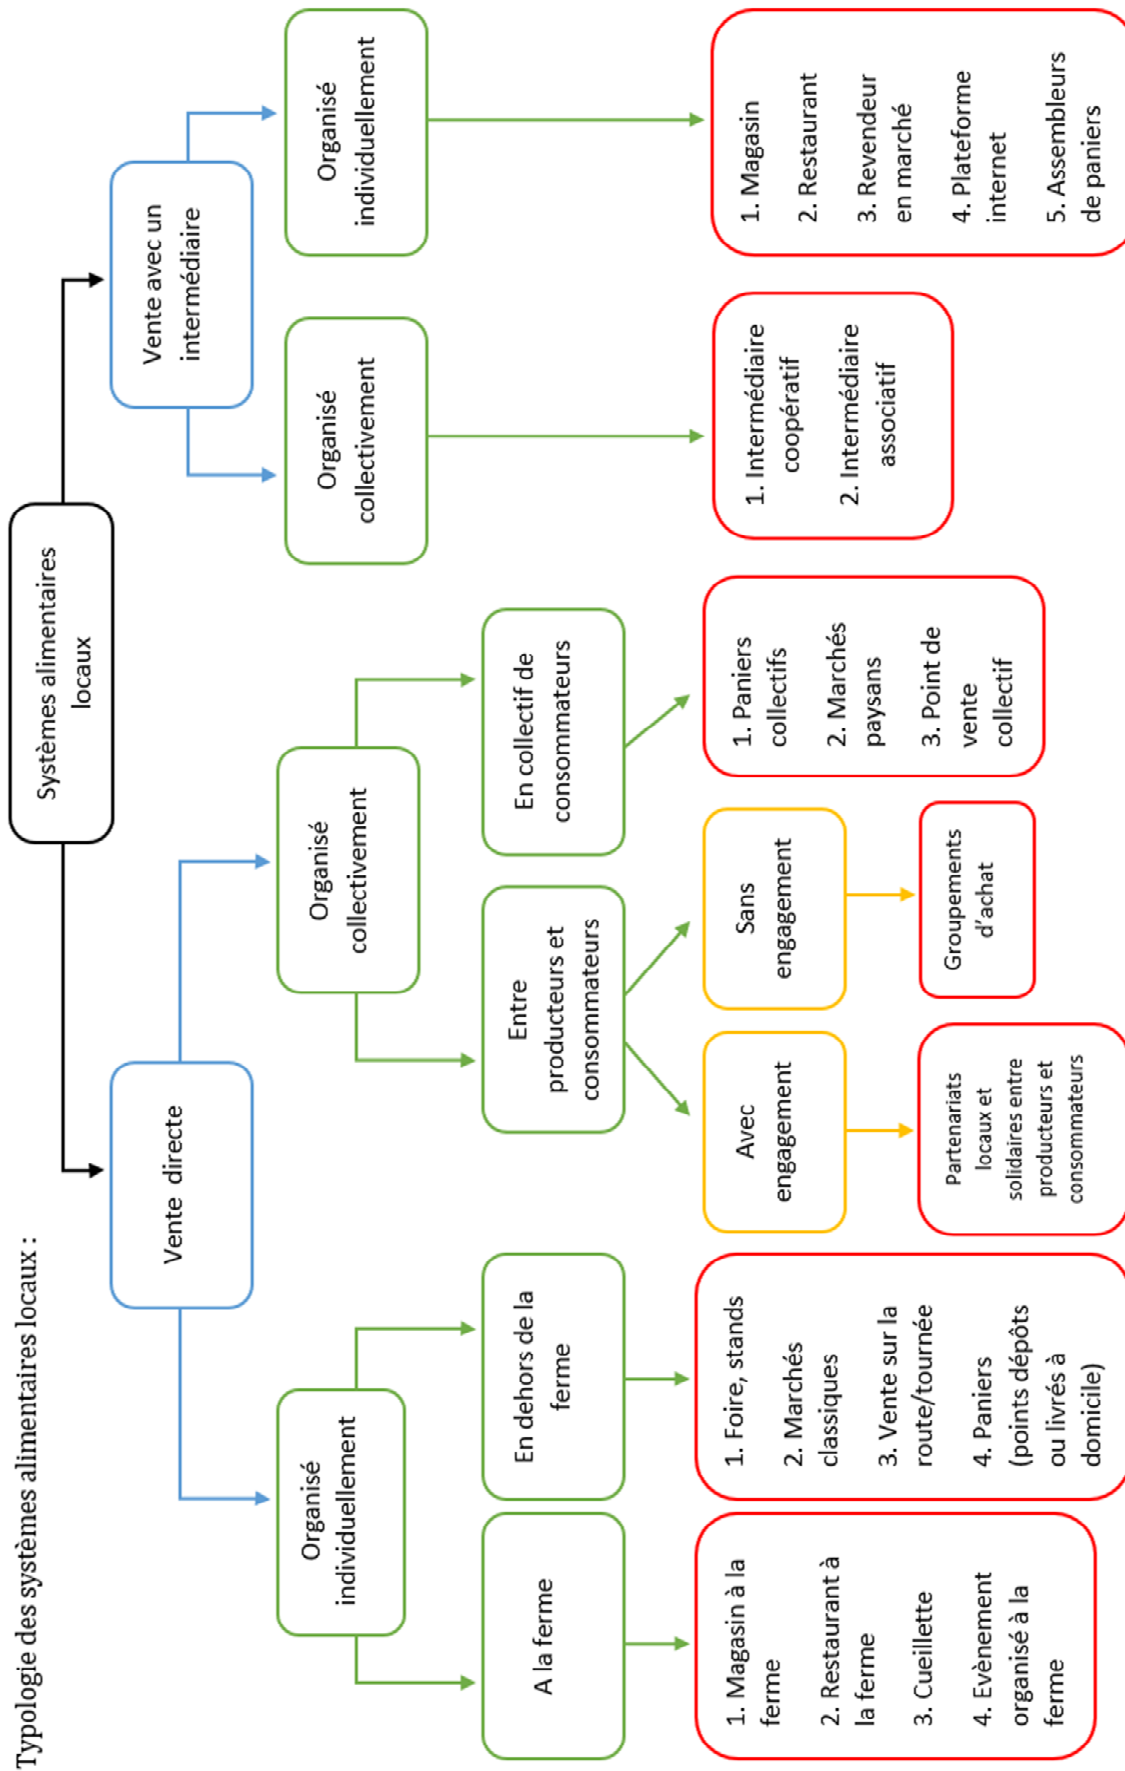 Typologie des systèmes alimentaires locaux :
Systèmes alimentaires
locaux
Vente directe
Vente avec un
intermédiaire
Organisé
individuellement
Organisé
collectivement
Organisé
collectivement
Organisé
individuellement
A la ferme
En dehors de la
ferme
Entre
producteurs et
consommateurs
En collectif de
consommateurs
Avec
engagement
Sans
engagement
1. Magasin à la
ferme
2. Restaurant à
la ferme
3. Cueillette
4. Evènement
organisé à la
ferme
1. Foire, stands
2. Marchés
classiques
3. Vente sur la
route/tournée
4. Paniers
(points dépôts
ou livrés à
domicile)
Partenariats
locaux et
solidaires entre
producteurs et
consommateurs
Groupements
d'achat
1. Paniers
collectifs
2. Marchés
paysans
3. Point de
vente
collectif
1. Intermédiaire
coopératif
2. Intermédiaire
associatif
1. Magasin
2. Restaurant
3. Revendeur
en marché
4. Plateforme
internet
5. Assembleurs
de paniers